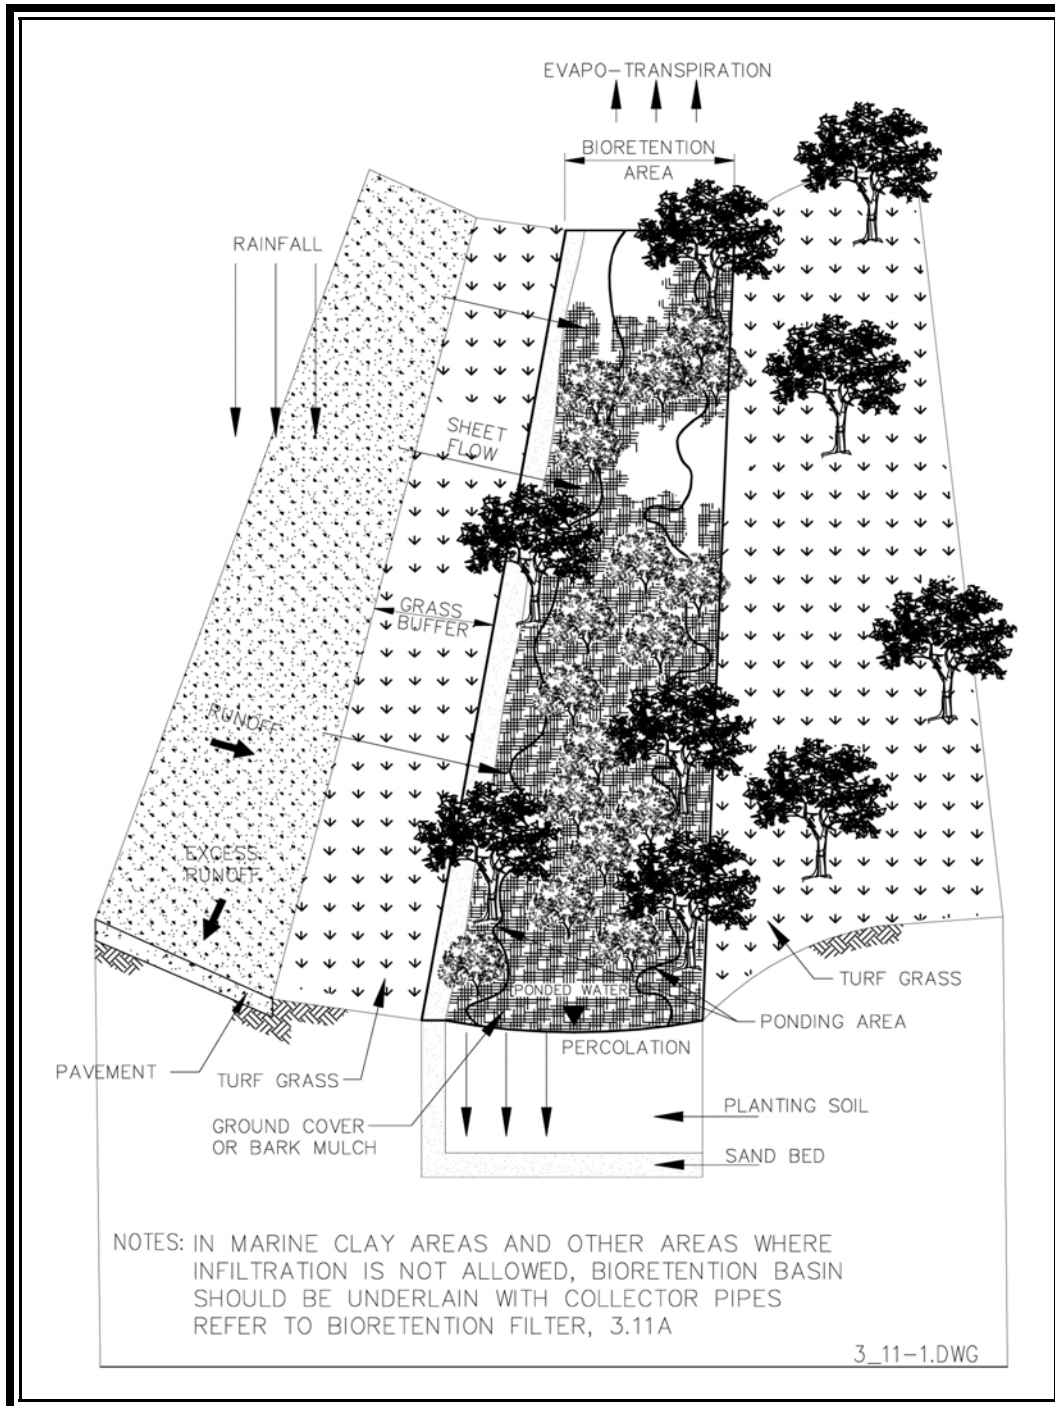 EVAPO-TRANSPIRATION
BIORETENTION
AREA
RAINFALL
SHEET
FLOW
GRASS
BUFFER
RUNOFF
EXCESS
RUNOFF
TURF GRASS
PONDED WATER
PONDING AREA
PERCOLATION
PAVEMENT
TURF GRASS
GROUND COVER
OR BARK MULCH
PLANTING SOIL
SAND BED
NOTES: IN MARINE CLAY AREAS AND OTHER AREAS WHERE
INFILTRATION IS NOT ALLOWED, BIORETENTION BASIN
SHOULD BE UNDERLAIN WITH COLLECTOR PIPES
REFER TO BIORETENTION FILTER, 3.11A
3_11-1.DWG